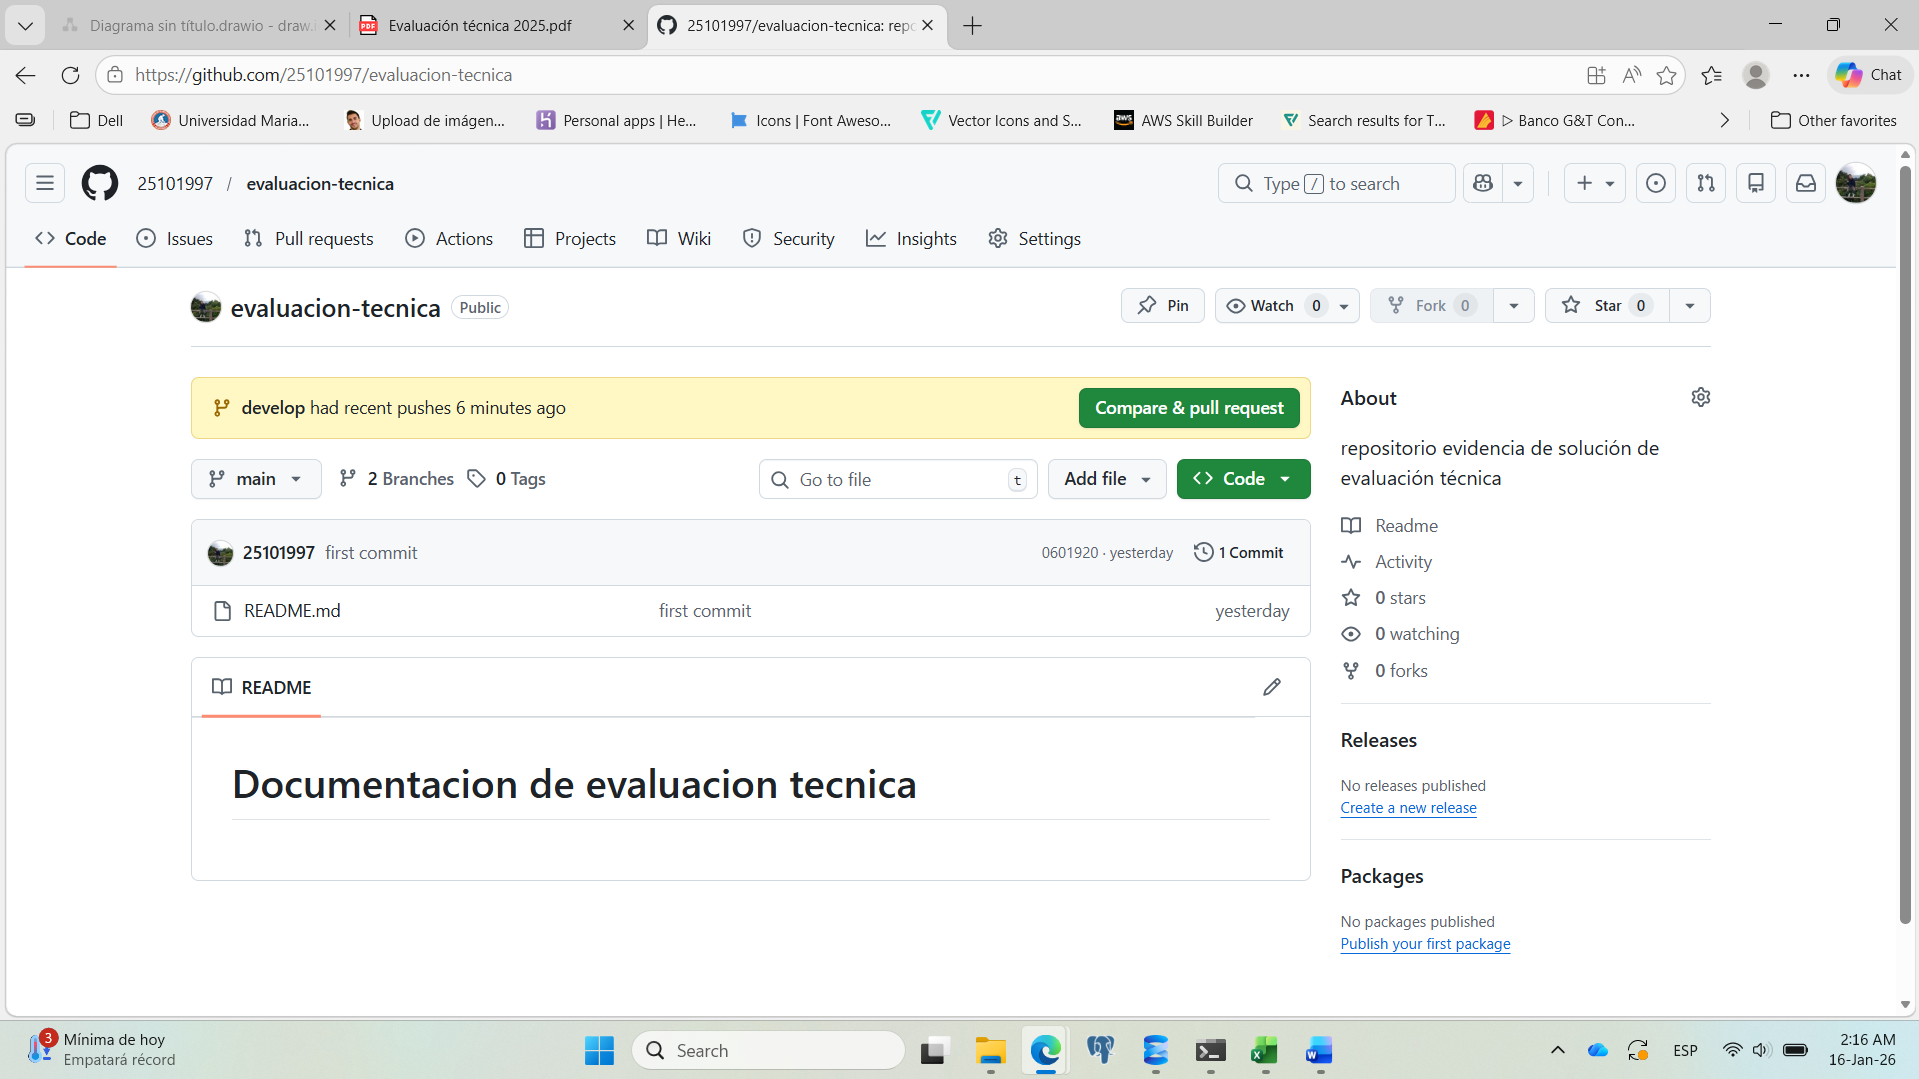 Diagrama sin título.drawio - draw.i
Evaluación técnica 2025.pdf
25101997/evaluacion-tecnica: repo
https://github.com/25101997/evaluacion-tecnica
Chat
Dell
Universidad Maria...
Upload de imágen...
Personal apps | He...
Icons | Font Aweso...
Vector Icons and S...
AWS Skill Builder
Search results for T...
▷ Banco G&T Con...
Other favorites
25101997 / evaluacion-tecnica
Type / to search
Code
Issues
Pull requests
Actions
Projects
Wiki
Security
Insights
Settings
evaluacion-tecnica Public
Pin
Watch 0
Fork 0
Star 0
develop had recent pushes 6 minutes ago
Compare & pull request
main
2 Branches
0 Tags
Go to file t
Add file
Code
25101997 first commit
0601920 · yesterday
1 Commit
README.md
first commit
yesterday
README
Documentacion de evaluacion tecnica
About
repositorio evidencia de solución de
evaluación técnica
Readme
Activity
0 stars
0 watching
0 forks
Releases
No releases published
Create a new release
Packages
No packages published
Publish your first package
3
Mínima de hoy
Empatará récord
Search
ESP
2:16 AM
16-Jan-26